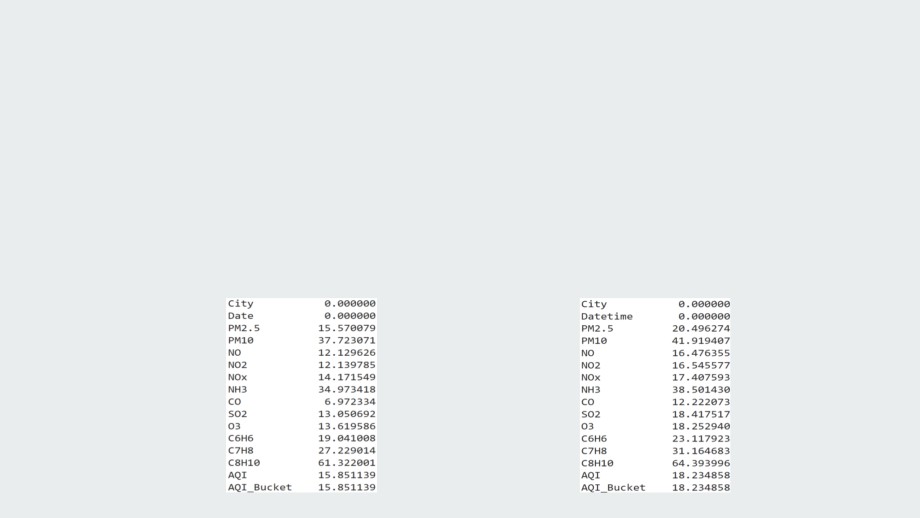 City 0.000000
Date 0.000000
PM2.5 15.570079
PM10 37.723071
NO 12.129626
NO2 12.139785
NOx 14.171549
NH3 34.973418
CO 6.972334
SO2 13.050692
O3 13.619586
C6H6 19.041008
C7H8 27.229014
C8H10 61.322001
AQI 15.851139
AQI_Bucket 15.851139
City 0.000000
Datetime 0.000000
PM2.5 20.496274
PM10 41.919407
NO 16.476355
NO2 16.545577
NOx 17.407593
NH3 38.501430
CO 12.222073
SO2 18.417517
O3 18.252940
C6H6 23.117923
C7H8 31.164683
C8H10 64.393996
AQI 18.234858
AQI_Bucket 18.234858